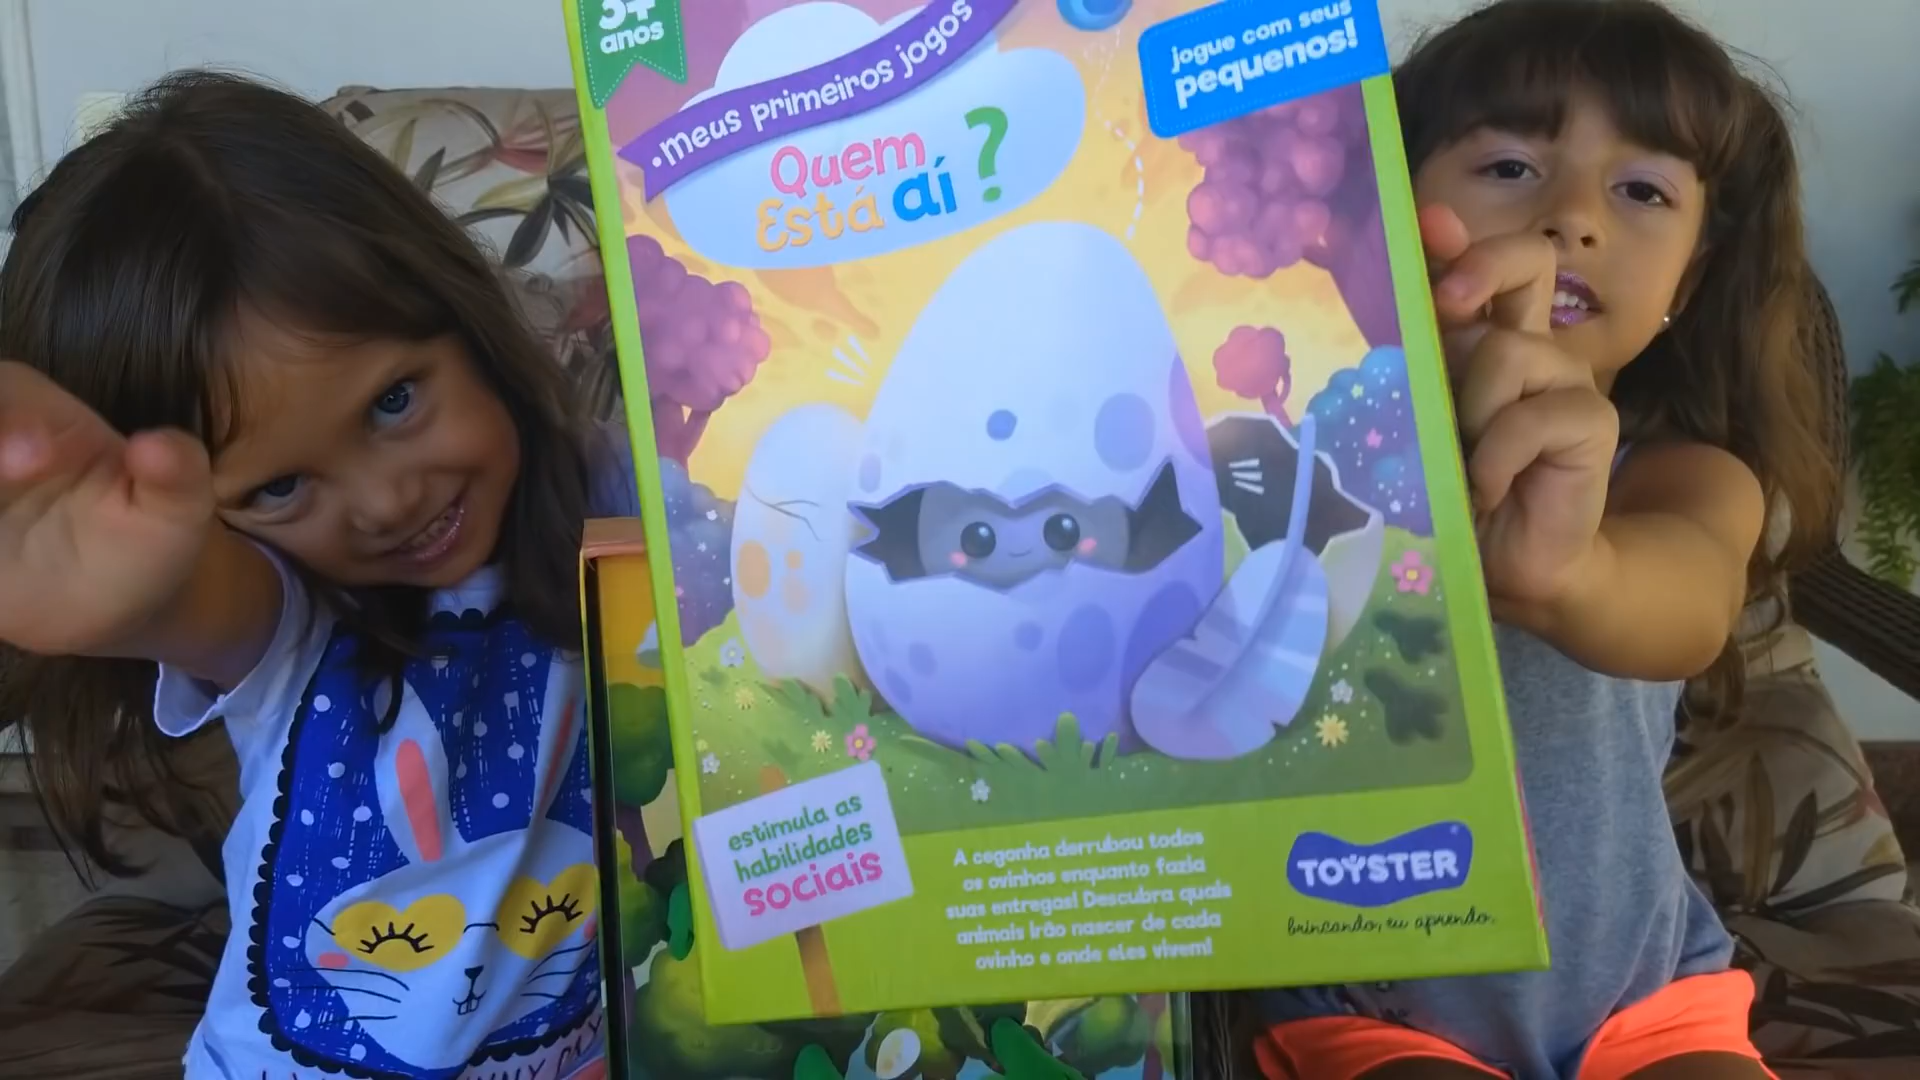 3+
anos
•meus primeiros jogos
Quem
Está aí?
jogue com seus
pequenos!
estimula as
habilidades
sociais
A cegonha derrubou todos
os ovinhos enquanto fazia
suas entregas! Descubra quais
animais irão nascer de cada
ovinho e onde eles vivem!
TOYSTER
brincando, eu aprendo.